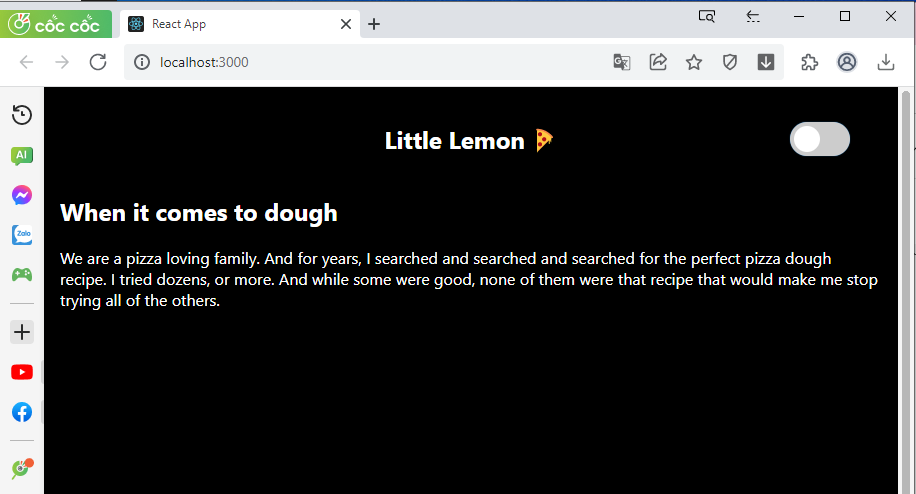 cốc cốc
React App
localhost:3000
AI
Zalo
Little Lemon 🍕
When it comes to dough
We are a pizza loving family. And for years, I searched and searched and searched for the perfect pizza dough
recipe. I tried dozens, or more. And while some were good, none of them were that recipe that would make me stop
trying all of the others.